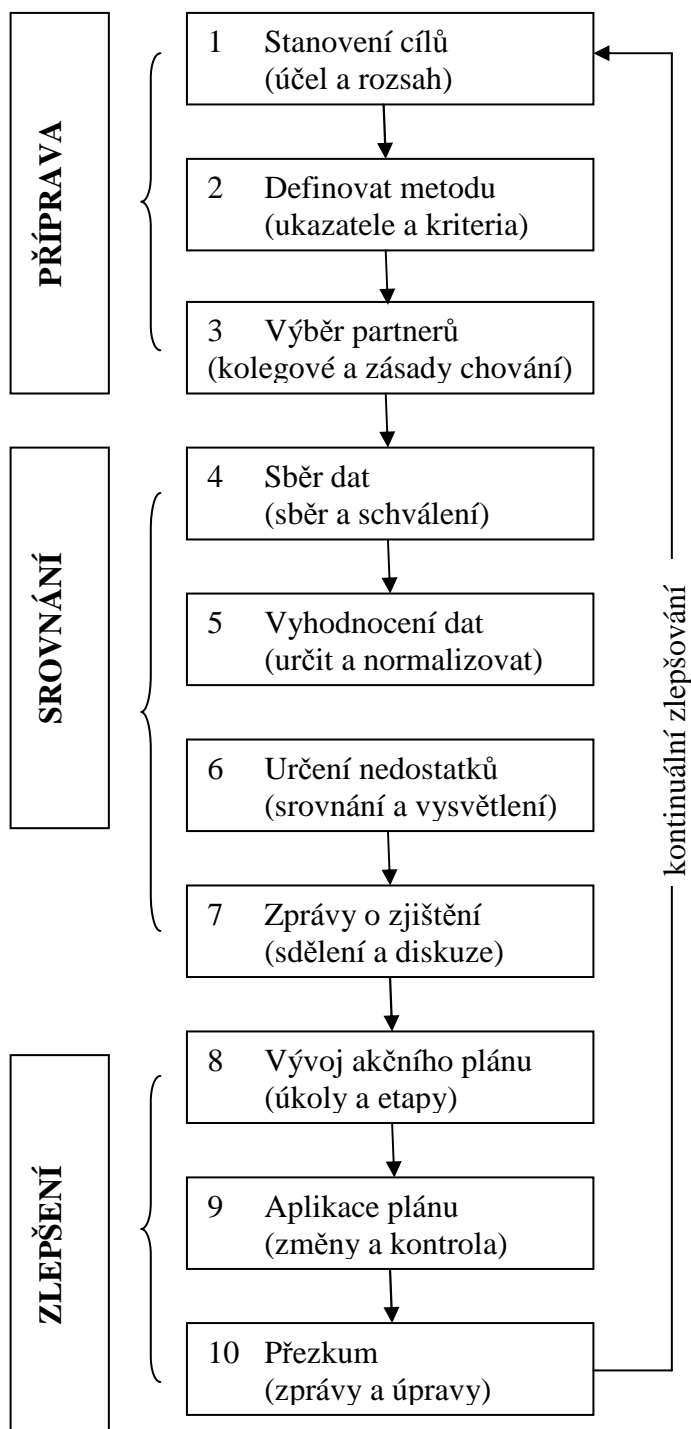 PŘÍPRAVA
1 Stanovení cílů
(účel a rozsah)
2 Definovat metodu
(ukazatele a kriteria)
3 Výběr partnerů
(kolegové a zásady chování)
SROVNÁNÍ
4 Sběr dat
(sběr a schválení)
5 Vyhodnocení dat
(určit a normalizovat)
6 Určení nedostatků
(srovnání a vysvětlení)
7 Zprávy o zjištění
(sdělení a diskuze)
ZLEPŠENÍ
8 Vývoj akčního plánu
(úkoly a etapy)
9 Aplikace plánu
(změny a kontrola)
10 Přezkum
(zprávy a úpravy)
kontinuální zlepšování